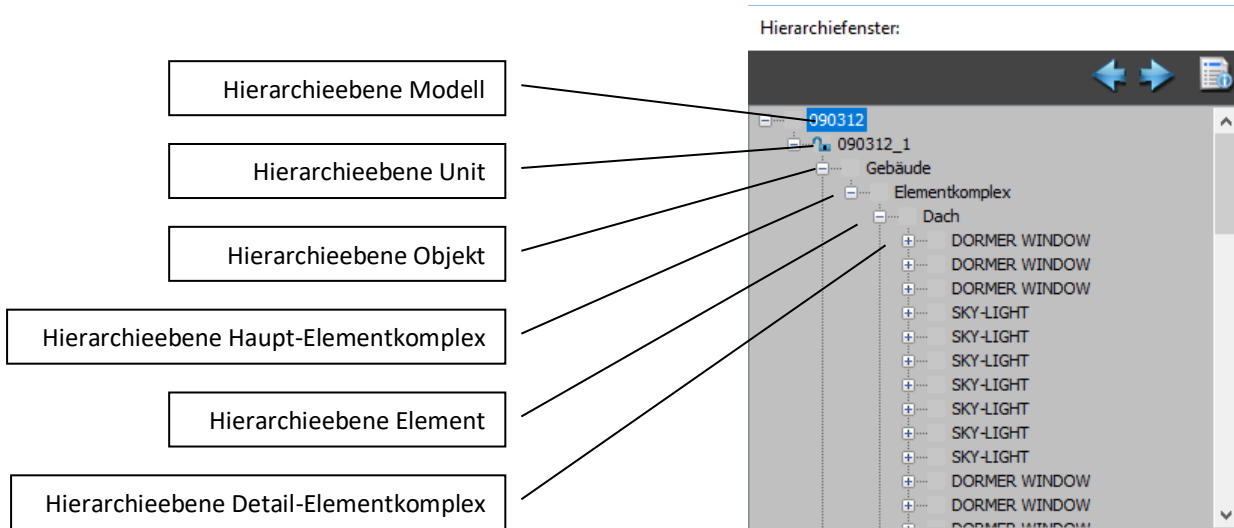 Hierarchiefenster:
Hierarchieebene Modell
Hierarchieebene Unit
Hierarchieebene Objekt
Hierarchieebene Haupt-Elementkomplex
Hierarchieebene Element
Hierarchieebene Detail-Elementkomplex
090312
090312_1
Gebäude
Elementkomplex
Dach
DORMER WINDOW
DORMER WINDOW
DORMER WINDOW
SKY-LIGHT
SKY-LIGHT
SKY-LIGHT
SKY-LIGHT
SKY-LIGHT
SKY-LIGHT
SKY-LIGHT
DORMER WINDOW
DORMER WINDOW
DORMER WINDOW